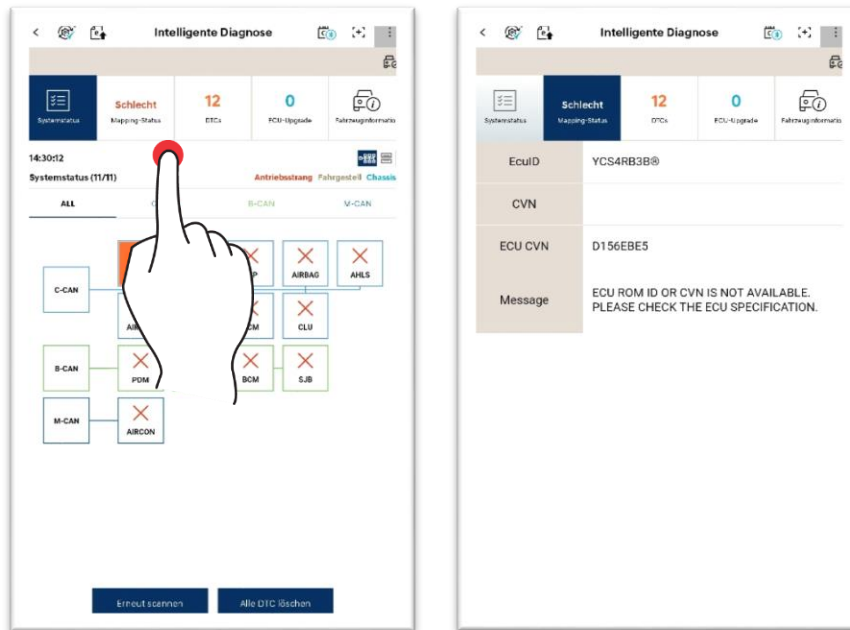 Intelligente Diagnose
Systemstatus
Schlecht
Mapping-Status
12
DTCs
0
ECU-Upgrade
Fahrzeuginformatio
14:30:12
Systemstatus (11/11)
Antriebsstrang Fahrgestell Chassis
ALL
B-CAN
M-CAN
C-CAN
AIRBAG
AHLS
CLU
B-CAN
PDM
BCM
SJB
M-CAN
AIRCON
Erneut scannen
Alle DTC löschen
Intelligente Diagnose
Systemstatus
Schlecht
Mapping-Status
12
DTCs
0
ECU-Upgrade
Fahrzeuginformatio
EcuID
YCS4RB3B®
CVN
ECU CVN
D156EBE5
Message
ECU ROM ID OR CVN IS NOT AVAILABLE.
PLEASE CHECK THE ECU SPECIFICATION.